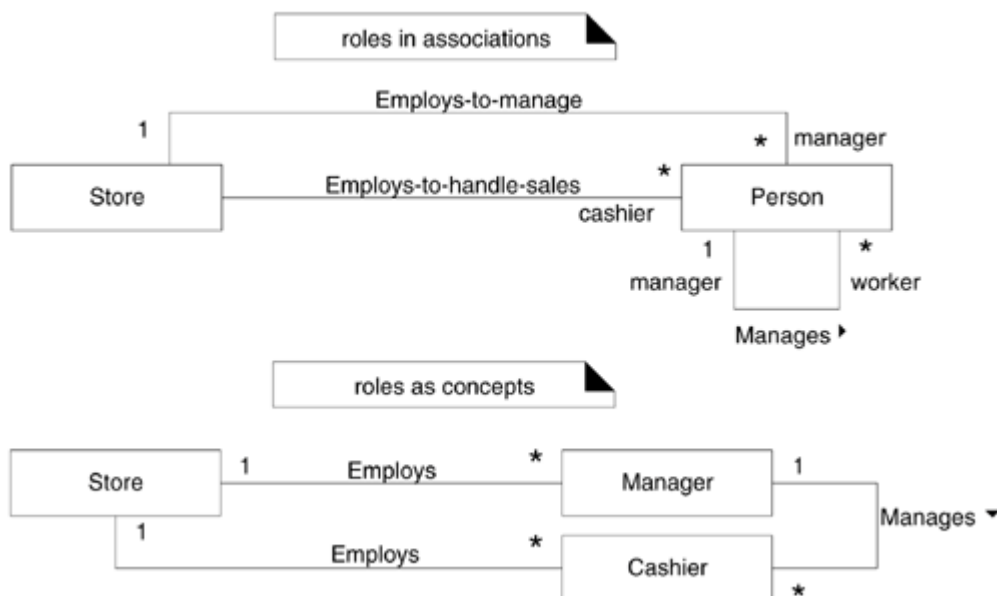 roles in associations
Employs-to-manage
1
* manager
Store
Employs-to-handle-sales
*
cashier
Person
1
*
manager
worker
Manages
roles as concepts
Store
1
Employs
*
Manager
1
1
Manages
Employs
*
Cashier
*